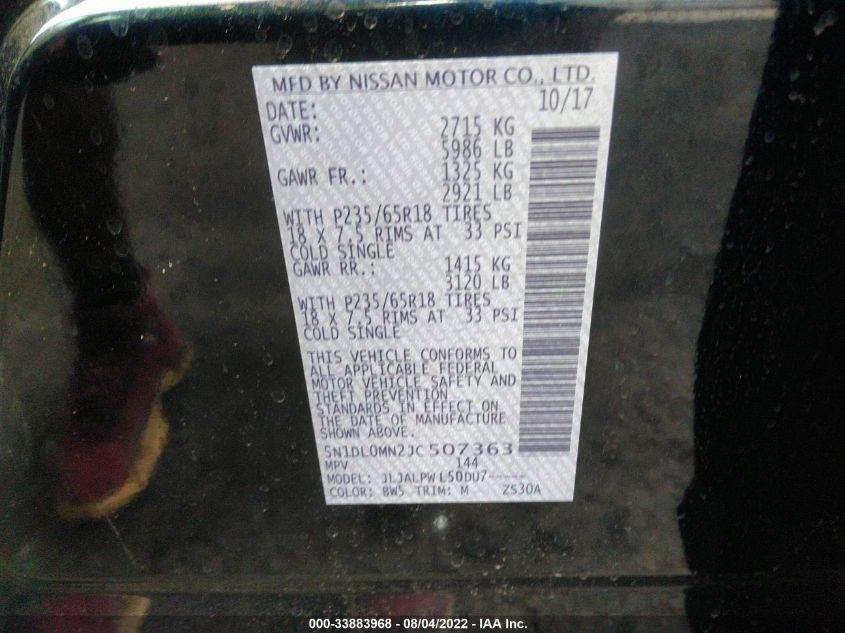 MFD BY NISSAN MOTOR CO., LTD.
DATE: 10/17
GVWR: 2715 KG
5986 LB
GAWR FR.: 1325 KG
2921 LB
WITH P235/65R18 TIRES
18 X 7.5 RIMS AT 33 PSI
COLD SINGLE
GAWR RR.: 1415 KG
3120 LB
WITH P235/65R18 TIRES
18 X 7.5 RIMS AT 33 PSI
COLD SINGLE
THIS VEHICLE CONFORMS TO
ALL APPLICABLE FEDERAL
MOTOR VEHICLE SAFETY AND
THEFT PREVENTION
STANDARDS IN EFFECT ON
THE DATE OF MANUFACTURE
SHOWN ABOVE.
5N1DL0MN2JC507363
MPV 144
MODEL: JLJALPWL50DU7-----
COLOR: BW5 TRIM: M ZS30A
000-33883968 - 08/04/2022 - IAA Inc.